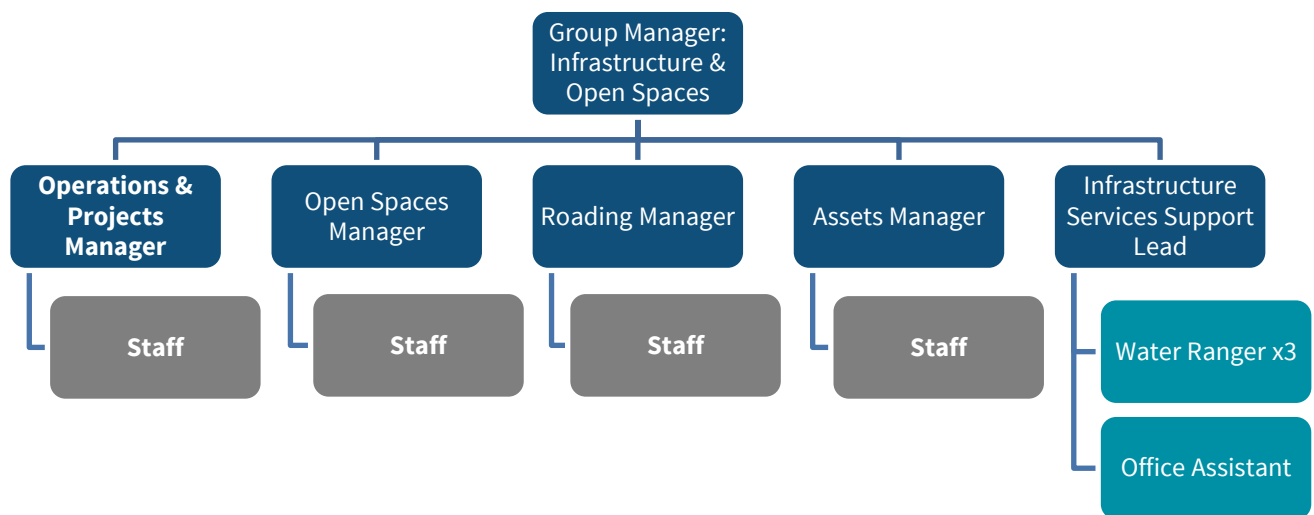 Group Manager:
Infrastructure &
Open Spaces
Operations &
Projects
Manager
Open Spaces
Manager
Roading Manager
Assets Manager
Infrastructure
Services Support
Lead
Staff
Staff
Staff
Staff
Water Ranger x3
Office Assistant